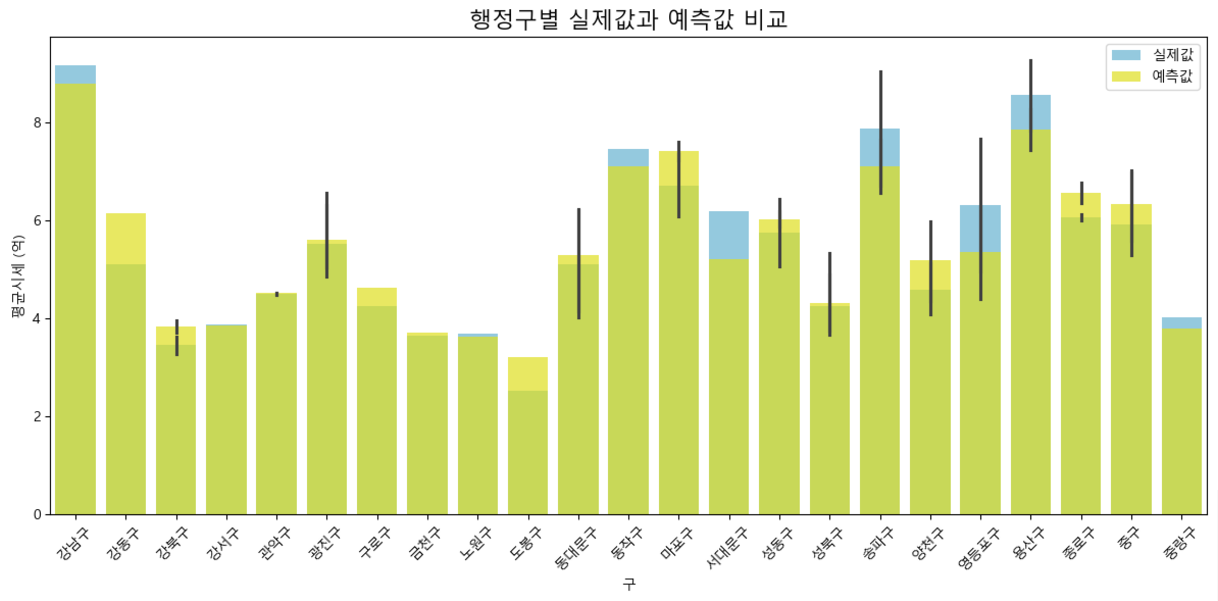 행정구별 실제값과 예측값 비교
실제값
예측값
평균시세 (억)
8
6
4
2
0
강남구
강동구
강북구
강서구
관악구
광진구
구로구
금천구
노원구
도봉구
동대문구
동작구
마포구
서대문구
성동구
성북구
송파구
양천구
영등포구
용산구
종로구
중구
중랑구
구